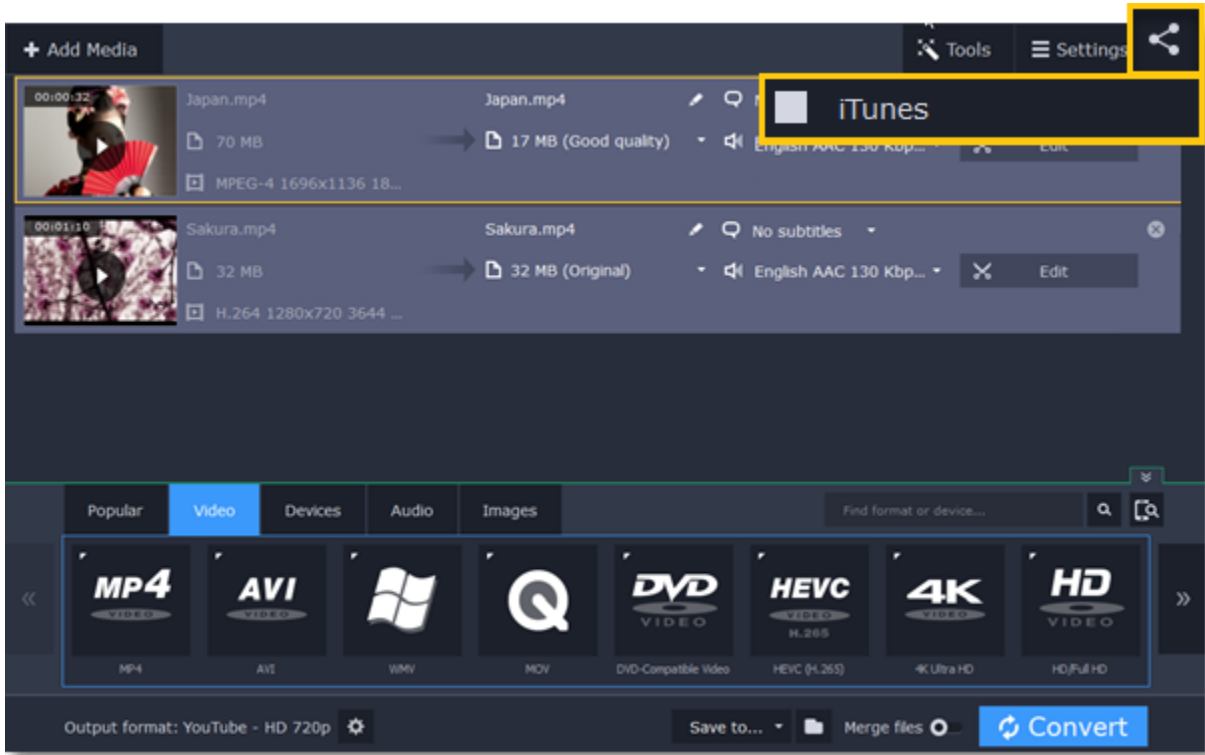 Add Media
Tools
Settings
iTunes
00:00:32
Japan.mp4
Japan.mp4
70 MB
17 MB (Good quality)
English AAC 130 Kbp...
Edit
MPEG-4 1696x1136 18...
00:01:10
Sakura.mp4
Sakura.mp4
No subtitles
32 MB
32 MB (Original)
English AAC 130 Kbp...
Edit
H.264 1280x720 3644 ...
Popular
Video
Devices
Audio
Images
Find format or device...
MP4
VIDEO
AVI
VIDEO
DVD
VIDEO
HEVC
VIDEO
H.265
4K
VIDEO
HD
VIDEO
MP4
AVI
WMV
MOV
DVD-Compatible Video
HEVC (H.265)
4K Ultra HD
HD/Full HD
Output format: YouTube - HD 720p
Save to...
Merge files
Convert